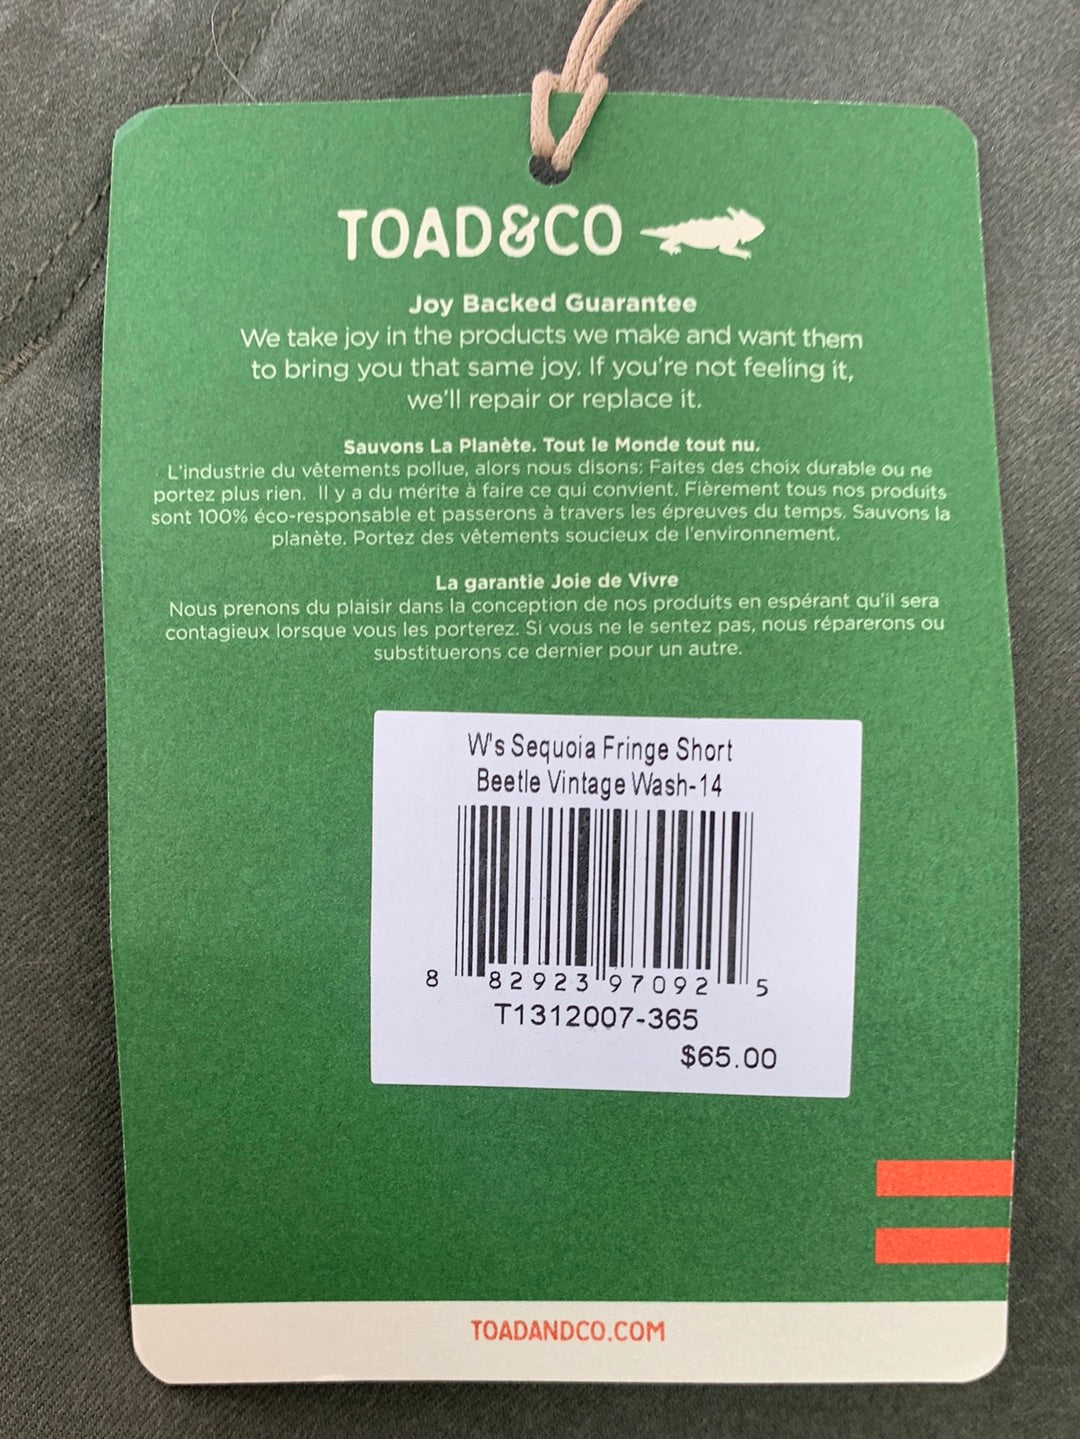 TOAD&CO
Joy Backed Guarantee
We take joy in the products we make and want them
to bring you that same joy. If you're not feeling it,
we'll repair or replace it.
Sauvons La Planète. Tout le Monde tout nu.
L'industrie du vêtements pollue, alors nous disons: Faites des choix durable ou ne
portez plus rien. Il y a du mérite à faire ce qui convient. Fièrement tous nos produits
sont 100% éco-responsable et passerons à travers les épreuves du temps. Sauvons la
planète. Portez des vêtements soucieux de l'environnement.
La garantie Joie de Vivre
Nous prenons du plaisir dans la conception de nos produits en espérant qu'il sera
contagieux lorsque vous les porterez. Si vous ne le sentez pas, nous réparerons ou
substituerons ce dernier pour un autre.
W's Sequoia Fringe Short
Beetle Vintage Wash-14
8 82923 97092 5
T1312007-365
$65.00
TOADANDCO.COM